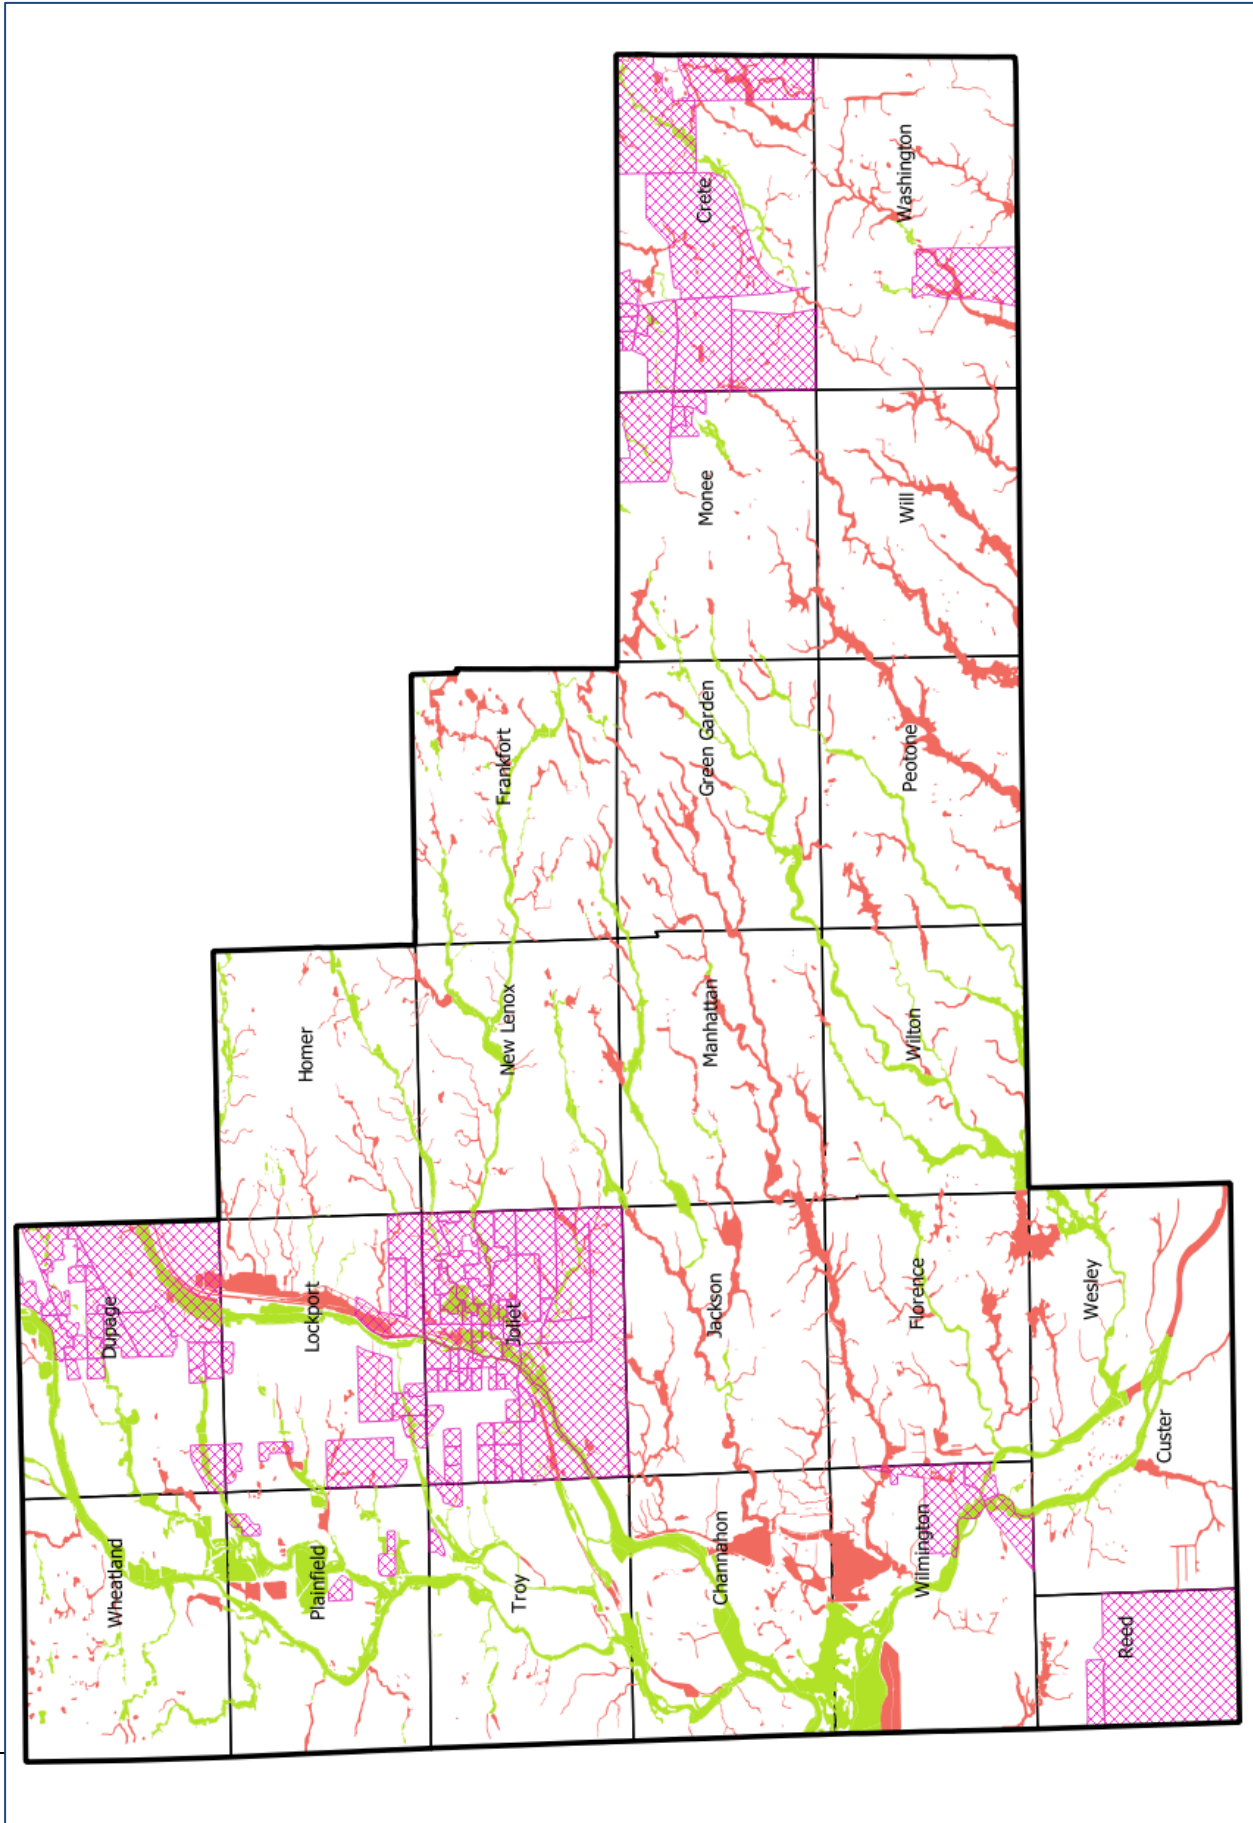 Dupage
Wheatland
Homer
Lockport
Plainfield
Frankfort
New Lenox
Joliet
Troy
Crete
Monee
Green Garden
Manhattan
Jackson
Channahon
Washington
Will
Peotone
Wilton
Florence
Wilmington
Wesley
Custer
Reed